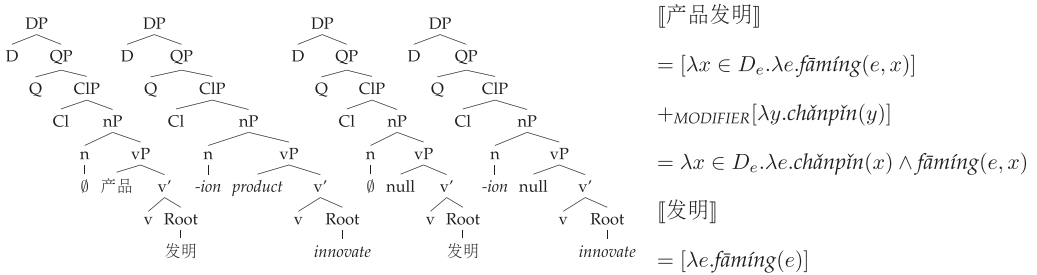 DP DP DP DP
D QP D QP D QP D QP
Q ClP Q ClP Q ClP Q ClP
Cl nP Cl nP Cl nP Cl nP
n vP n vP n vP n vP
∅ 产品 v' -ion product v' ∅ null v' -ion null v'
v Root v Root v Root v Root
发明 innovate 发明 innovate
⟦产品发明⟧
= [λx ∈ D_e.λe.fāmíng(e, x)]
+_MODIFIER[λy.chǎnpǐn(y)]
= λx ∈ D_e.λe.chǎnpǐn(x) ∧ fāmíng(e, x)
⟦发明⟧
= [λe.fāmíng(e)]